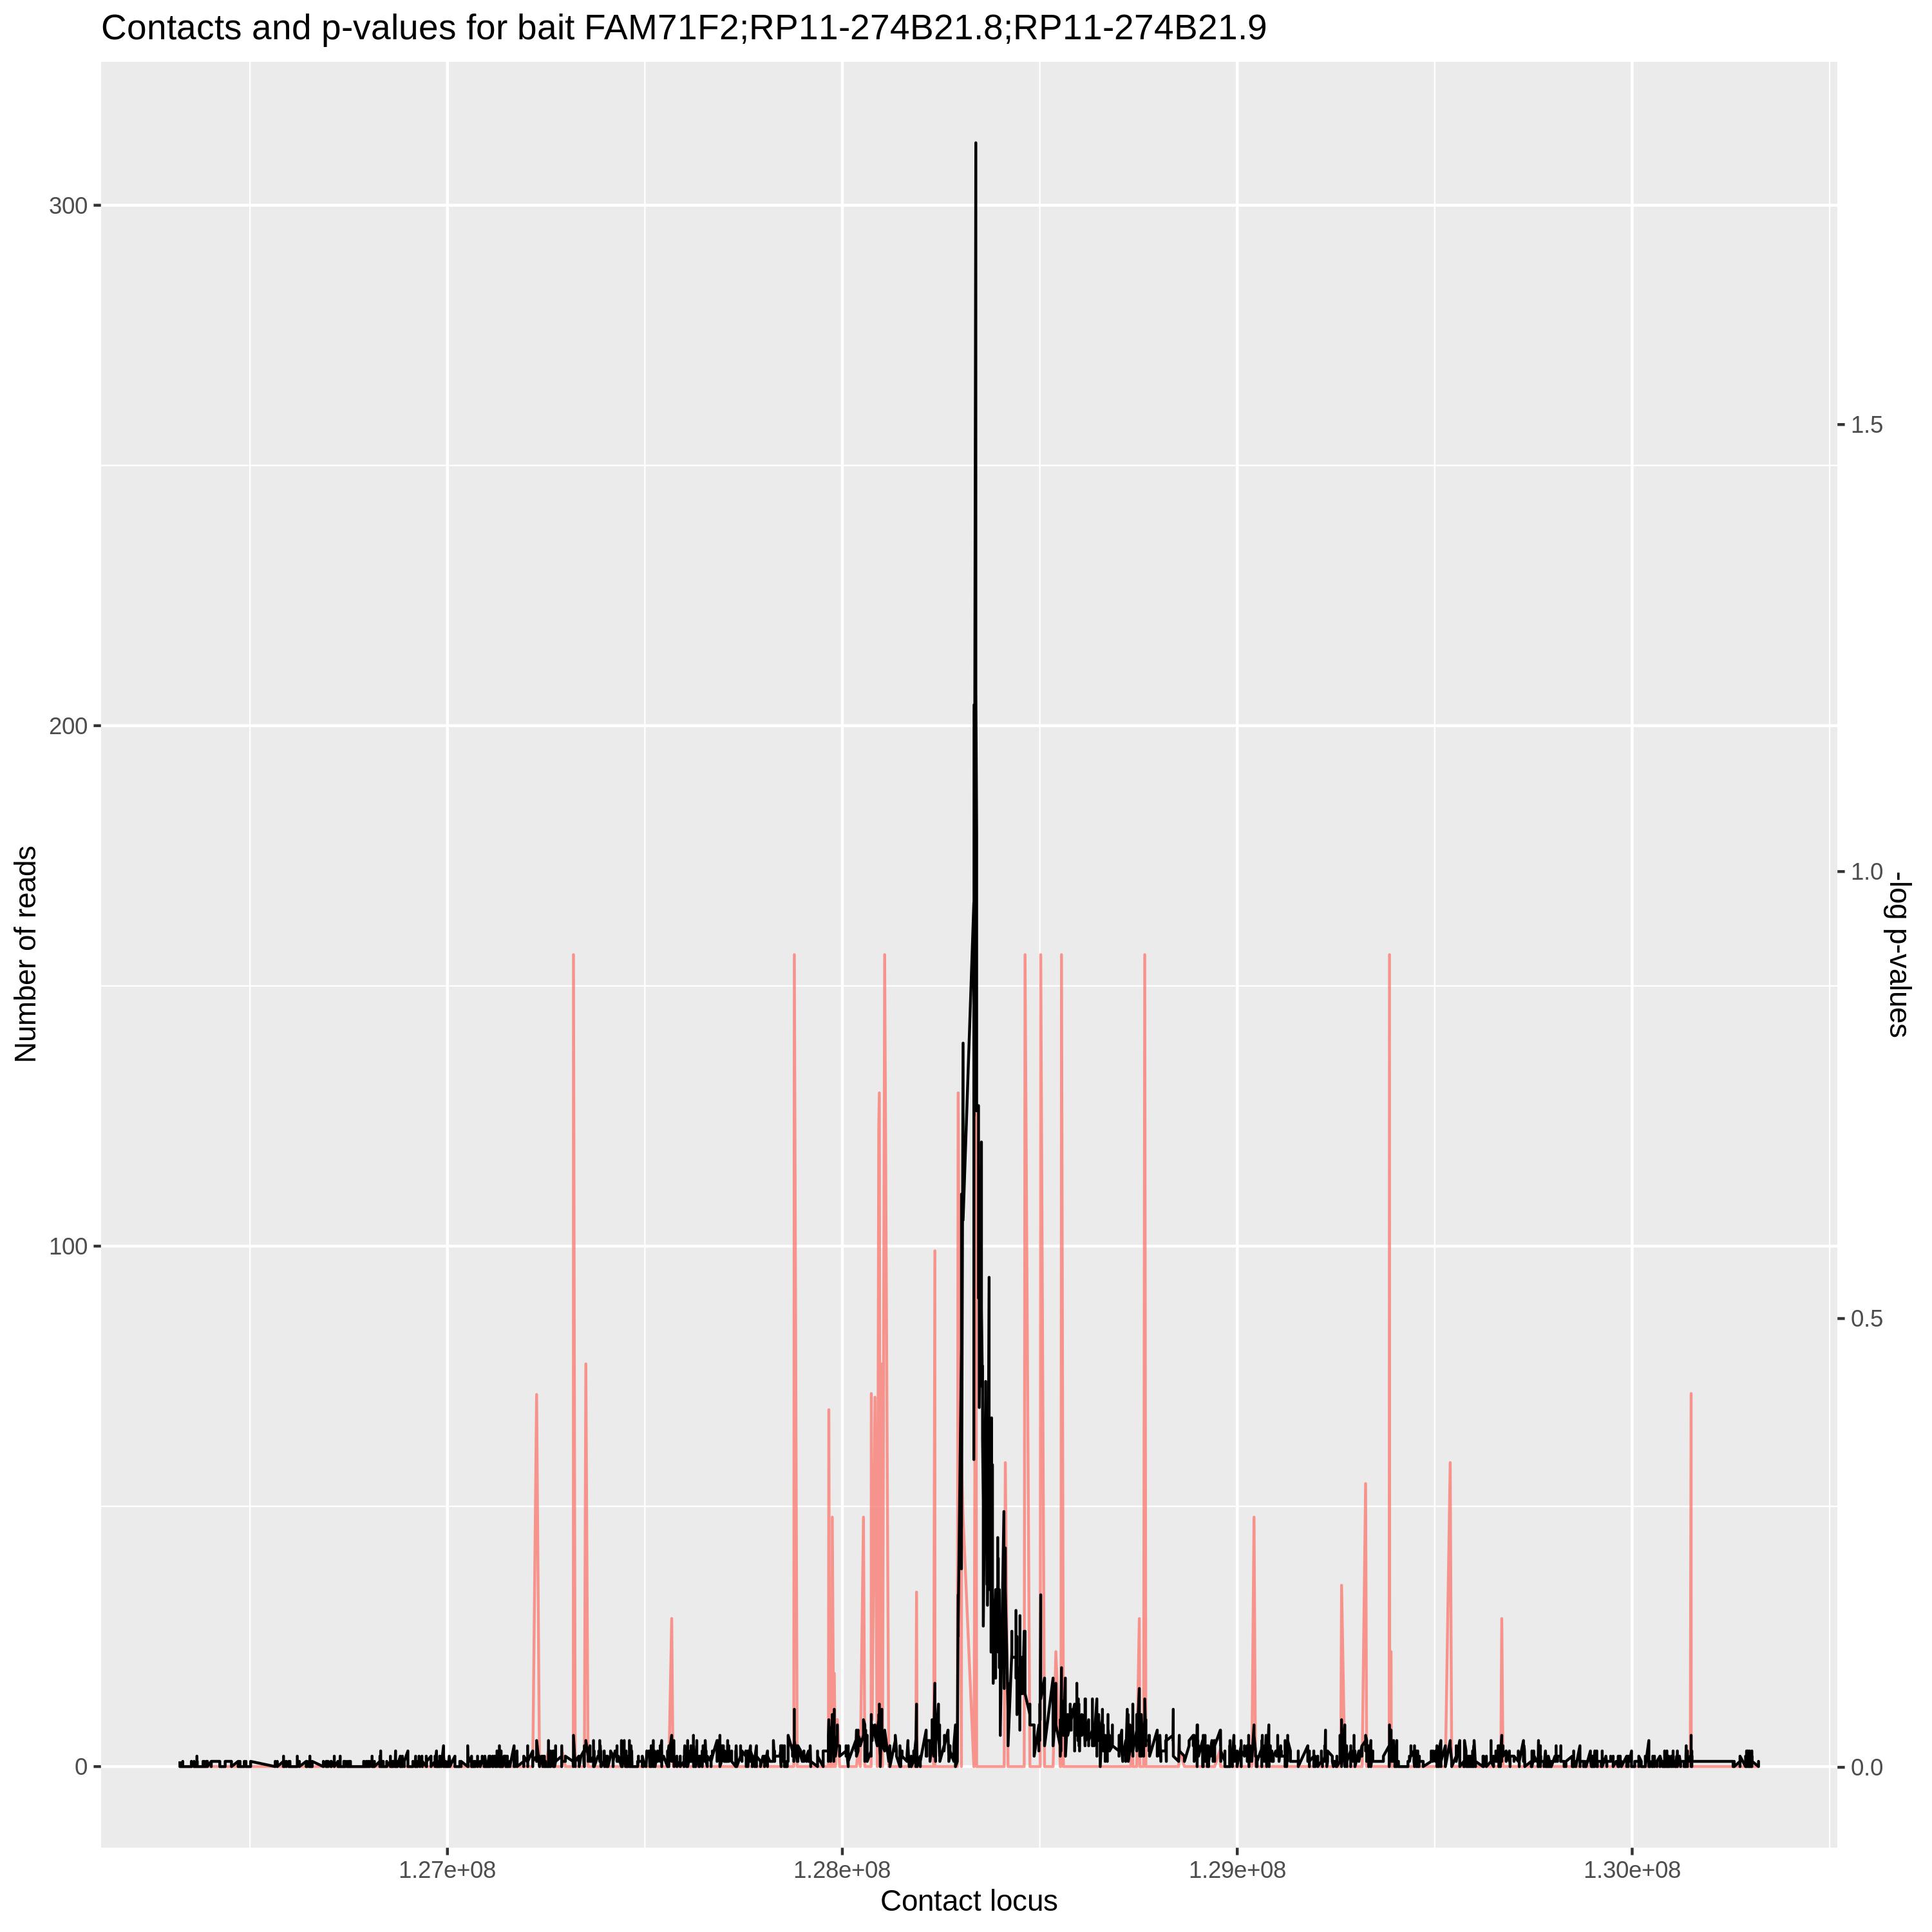 Contacts and p-values for bait FAM71F2;RP11-274B21.8;RP11-274B21.9
300
200
100
0
Number of reads
1.5
1.0
0.5
0.0
-log p-values
1.27e+08
1.28e+08
1.29e+08
1.30e+08
Contact locus